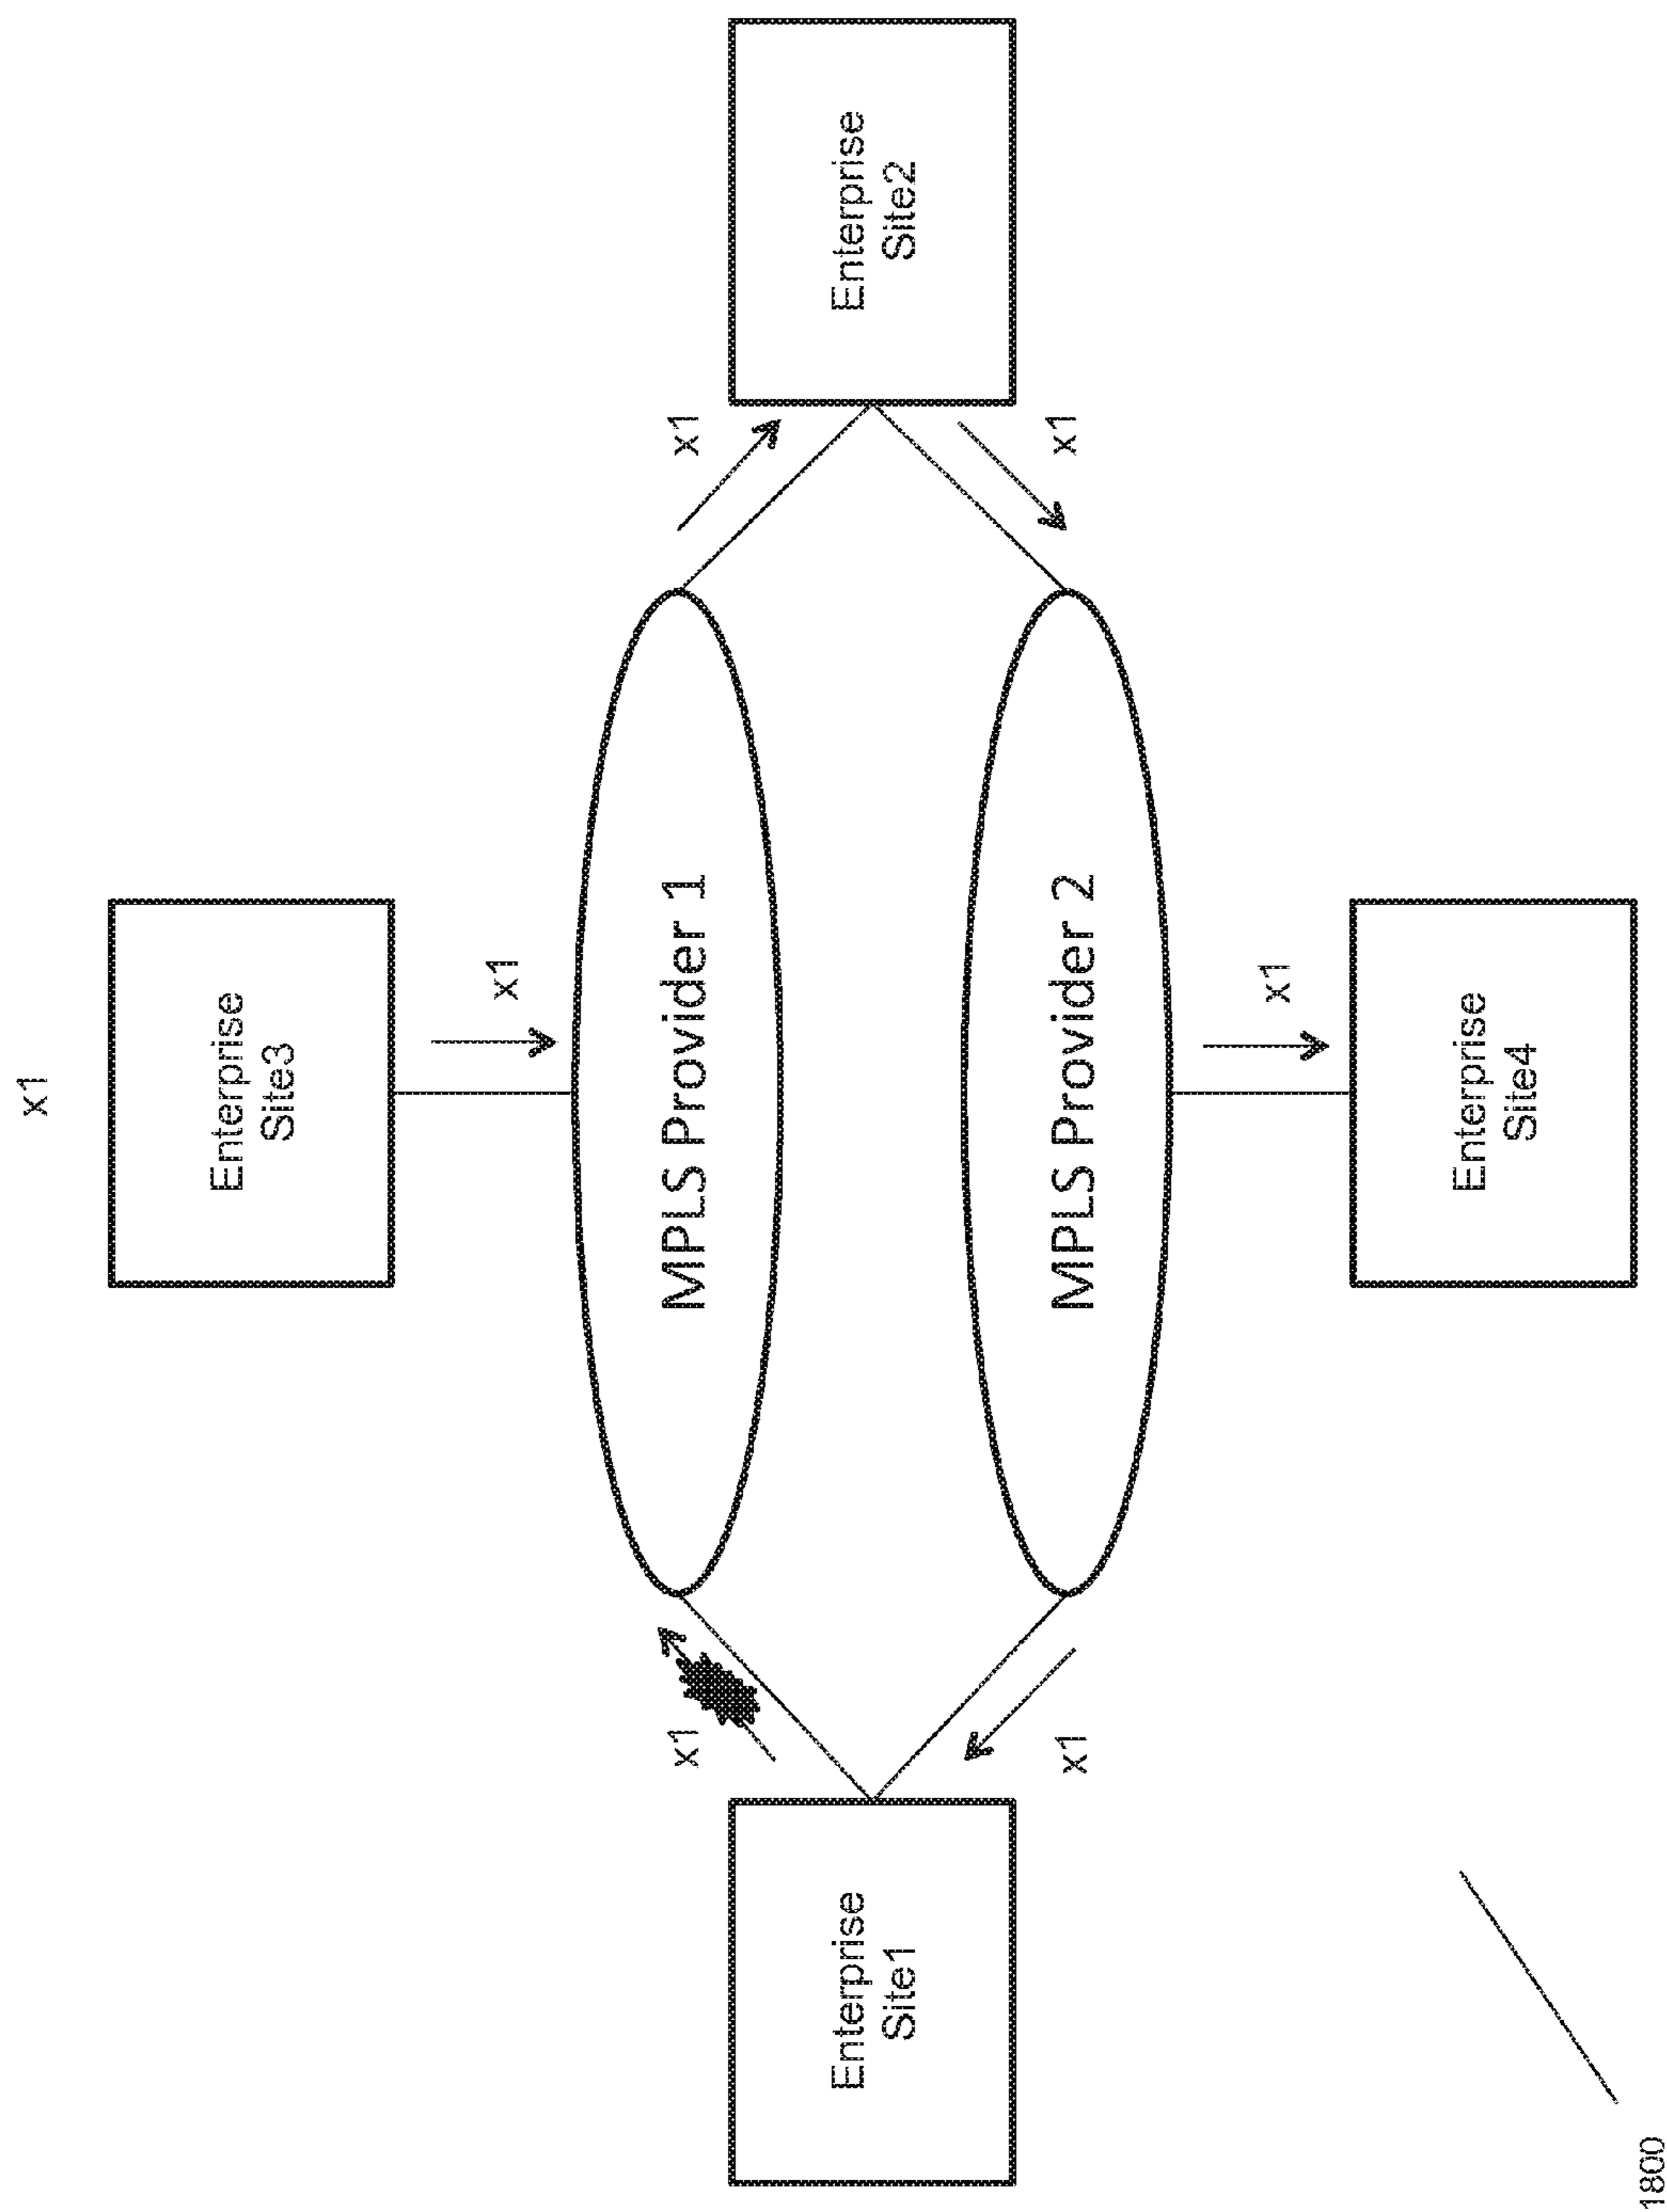 x1
Enterprise
Site3
x1
x1
MPLS Provider 1
x1
Enterprise
Site1
Enterprise
Site2
x1
MPLS Provider 2
x1
x1
Enterprise
Site4
1800